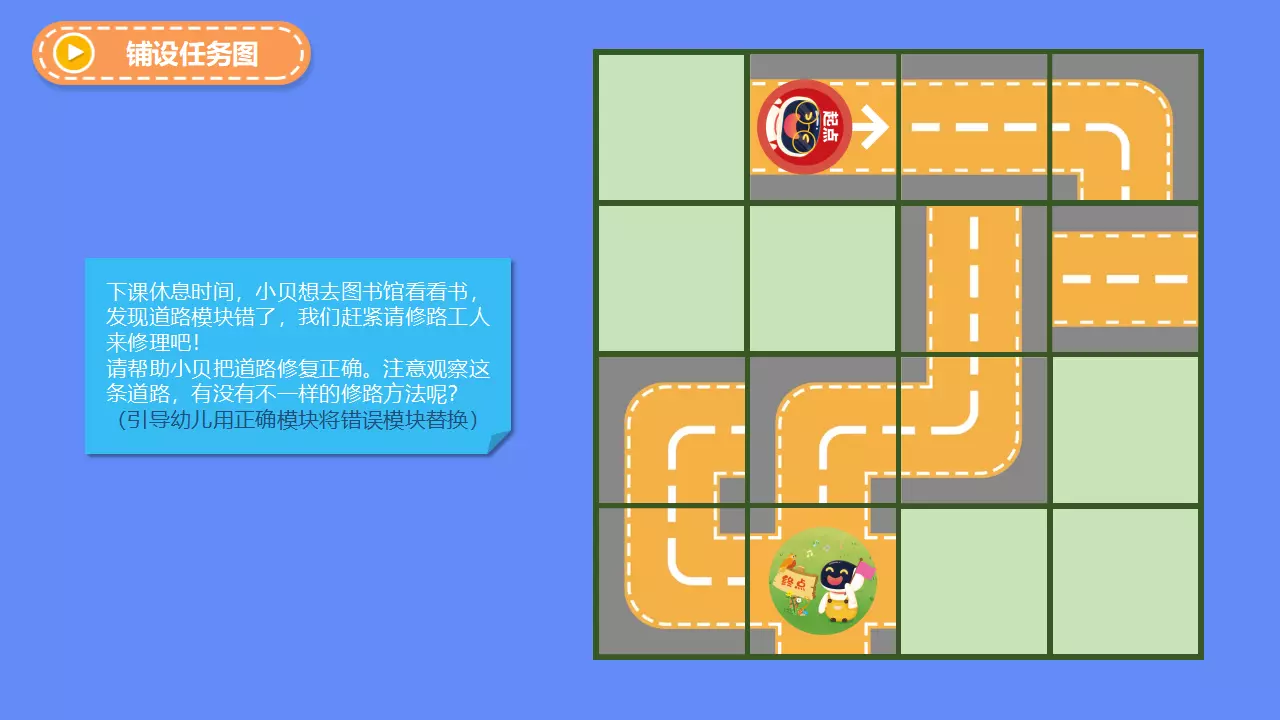 铺设任务图
起点
下课休息时间，小贝想去图书馆看看书，
发现道路模块错了，我们赶紧请修路工人
来修理吧！
请帮助小贝把道路修复正确。注意观察这
条道路，有没有不一样的修路方法呢？
（引导幼儿用正确模块将错误模块替换）
终点